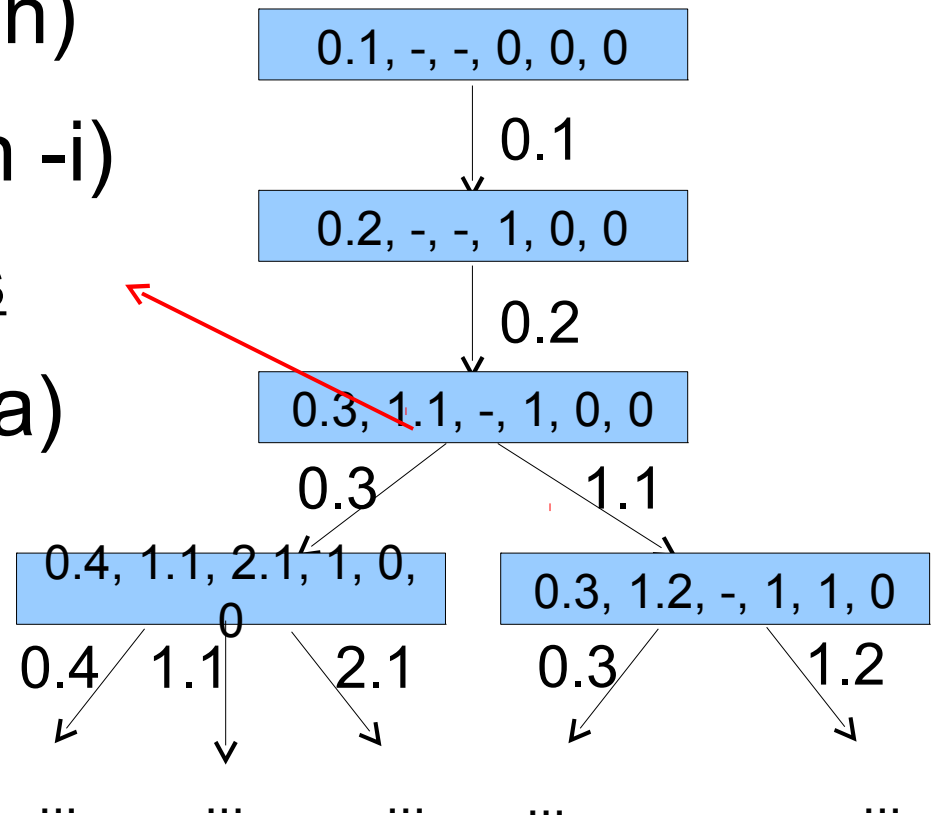 n)
0.1, -, -, 0, 0, 0
0.1
n -i)
0.2, -, -, 1, 0, 0
s
0.2
a)
0.3, 1.1, -, 1, 0, 0
0.3 1.1
0.4, 1.1, 2.1, 1, 0,
0
0.3, 1.2, -, 1, 1, 0
0.4 1.1 2.1 0.3 1.2
... ... ... ... ...